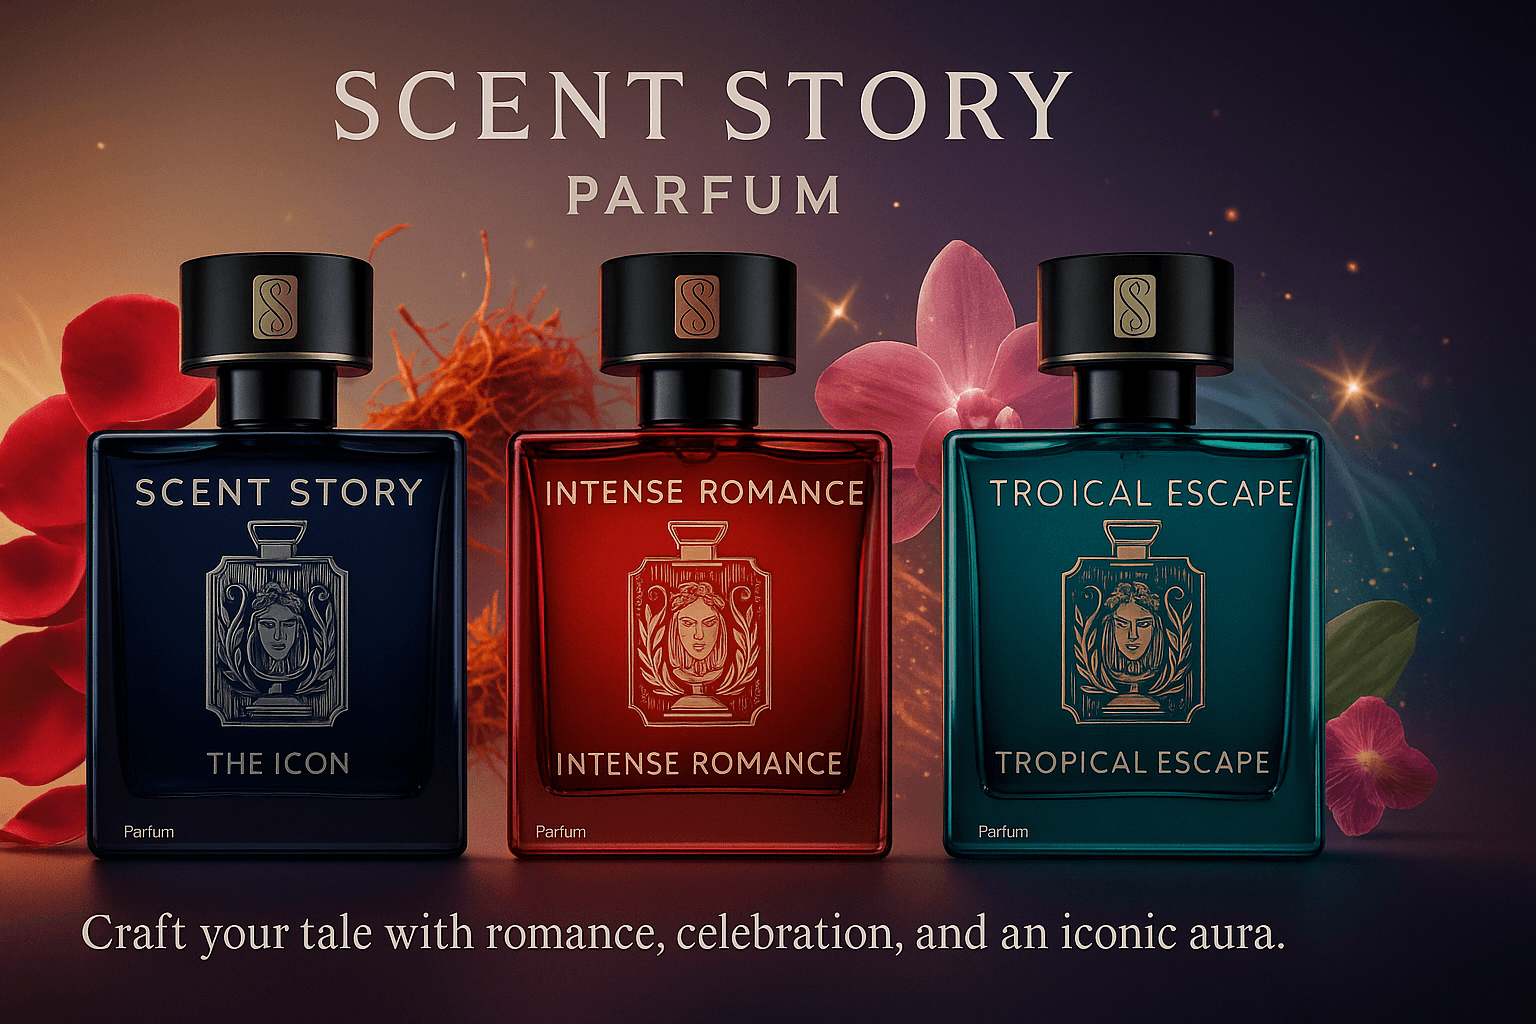 SCENT STORY
PARFUM
S
S
S
SCENT STORY
THE ICON
Parfum
INTENSE ROMANCE
INTENSE ROMANCE
Parfum
TROICAL ESCAPE
TROPICAL ESCAPE
Parfum
Craft your tale with romance, celebration, and an iconic aura.